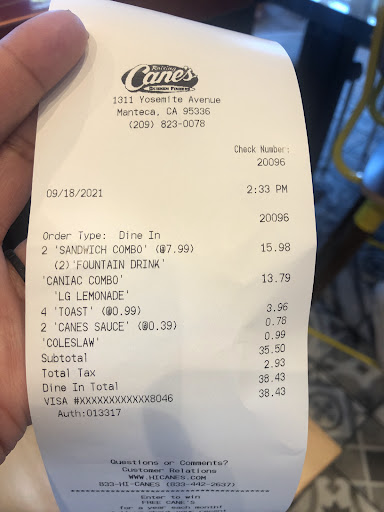 Raising
Cane's
CHICKEN FINGERS
1311 Yosemite Avenue
Manteca, CA 95336
(209) 823-0078
Check Number:
20096
09/18/2021 2:33 PM
20096
Order Type: Dine In
2 'SANDWICH COMBO' (@7.99) 15.98
(2)'FOUNTAIN DRINK'
'CANIAC COMBO' 13.79
'LG LEMONADE'
4 'TOAST' (@0.99) 3.96
2 'CANES SAUCE' (@0.39) 0.78
'COLESLAW' 0.99
Subtotal 35.50
Total Tax 2.93
Dine In Total 38.43
VISA #XXXXXXXXXXXX8046 38.43
Auth:013317
Questions or Comments?
Customer Relations
WWW.HICANES.COM
833-HI-CANES (833-442-2637)
Enter to win
FREE CANE'S
for a year each month!